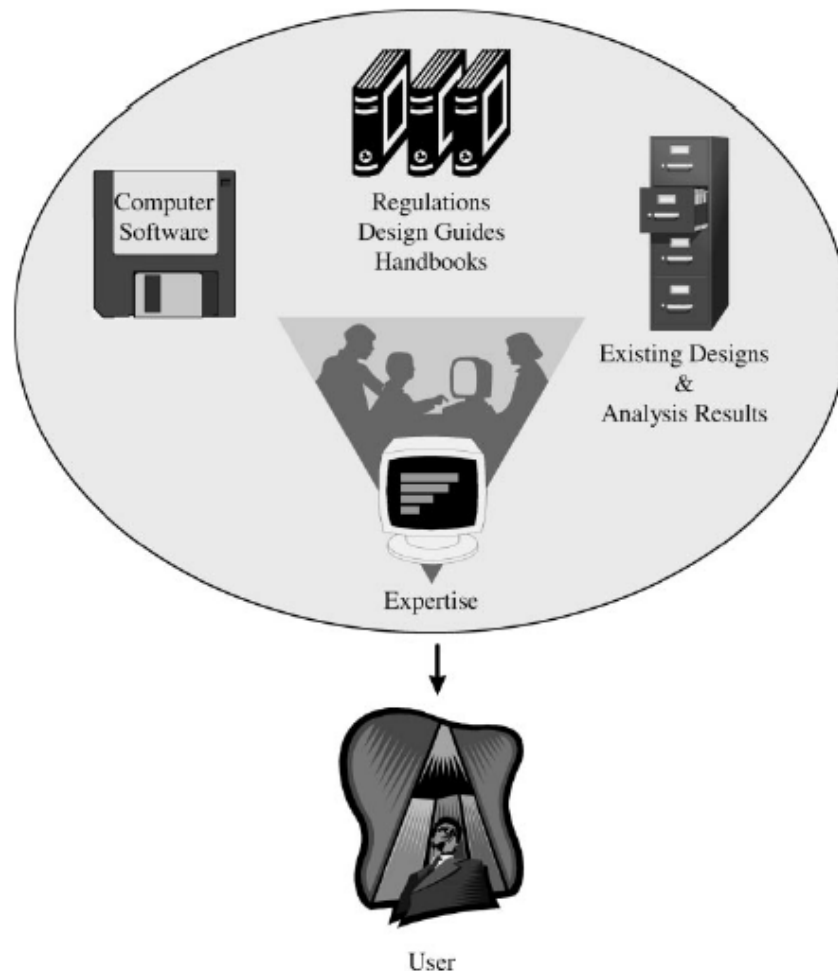 Computer
Software
Regulations
Design Guides
Handbooks
Existing Designs
&
Analysis Results
Expertise
User